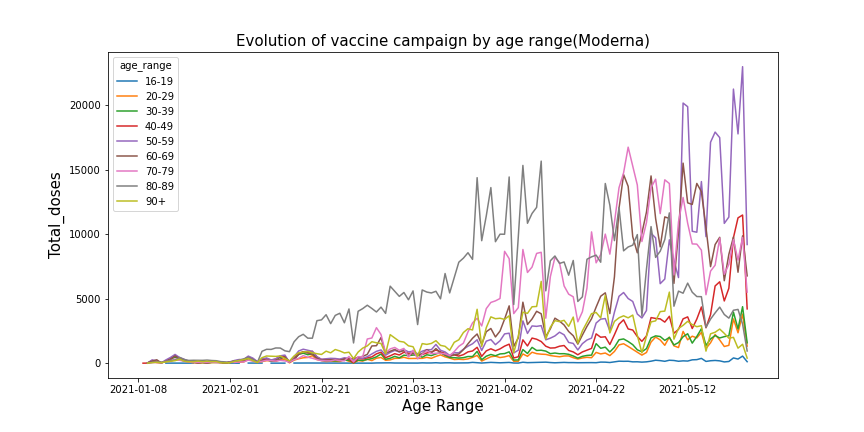 Evolution of vaccine campaign by age range(Moderna)
age_range
16-19
20-29
30-39
40-49
50-59
60-69
70-79
80-89
90+
Total_doses
20000
15000
10000
5000
0
2021-01-08 2021-02-01 2021-02-21 2021-03-13 2021-04-02 2021-04-22 2021-05-12
Age Range